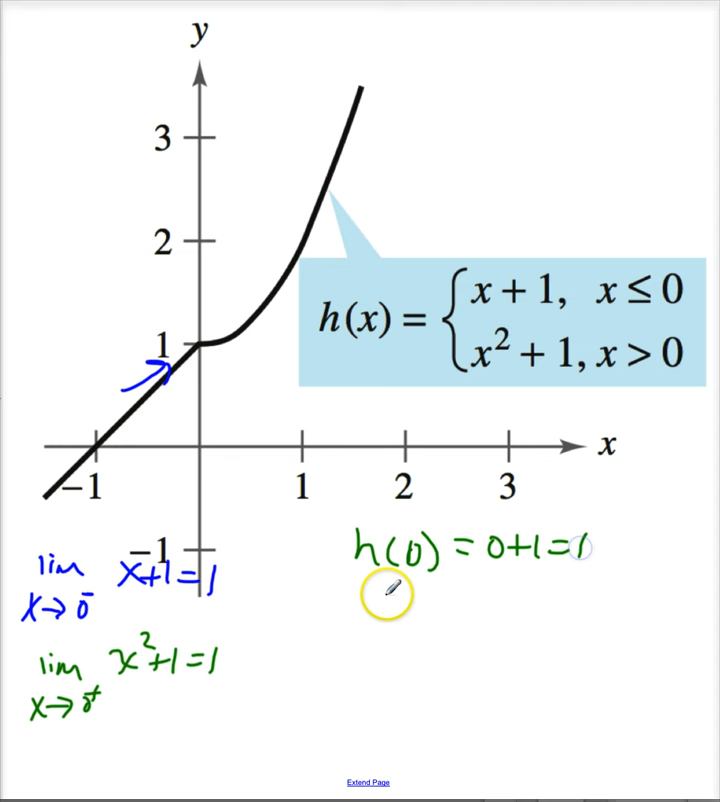 y
3
2
h(x) = { x + 1, x ≤ 0
x² + 1, x > 0
1
x
−1 1 2 3
−1
h(0) = 0+1=1
lim x+1=1
x→0⁻
lim x²+1=1
x→0⁺
Extend Page